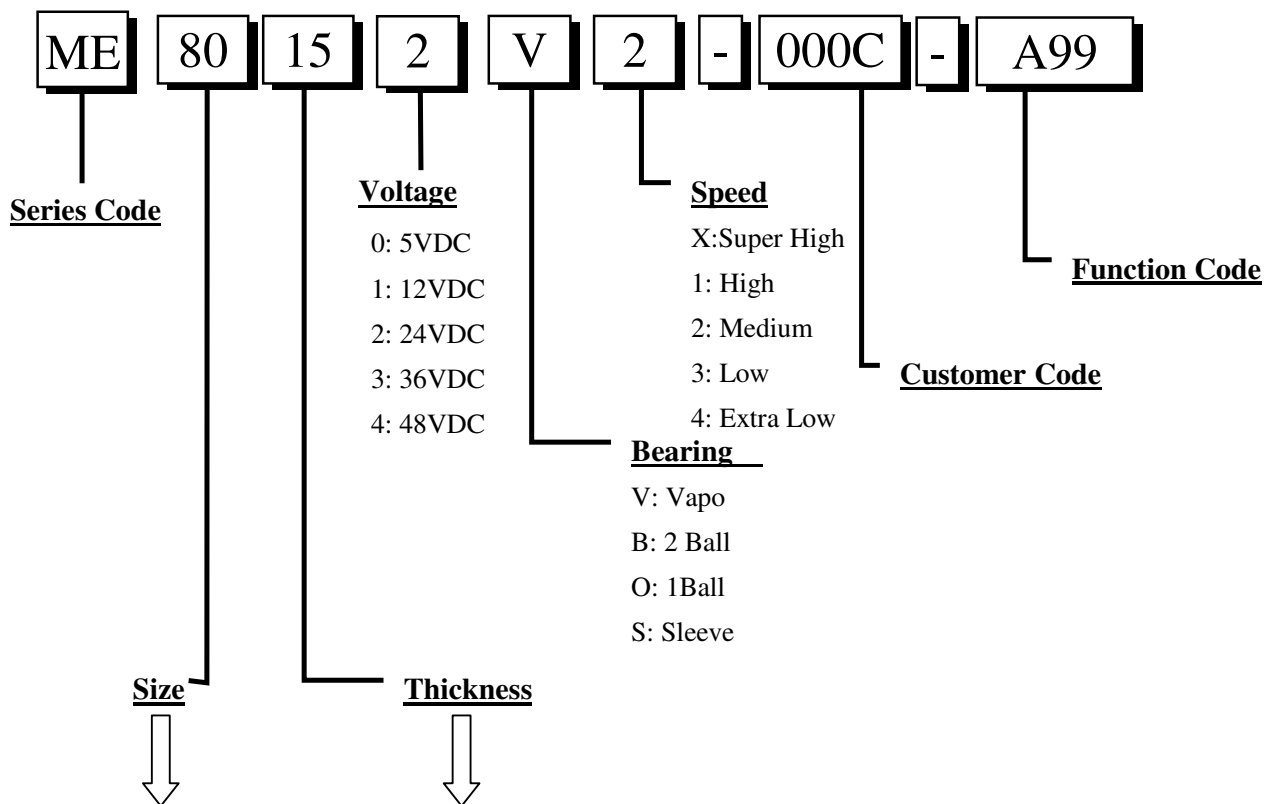 ME 80 15 2 V 2 - 000C - A99
Series Code
Voltage
0: 5VDC
1: 12VDC
2: 24VDC
3: 36VDC
4: 48VDC
Speed
X:Super High
1: High
2: Medium
3: Low
4: Extra Low
Function Code
Customer Code
Bearing
V: Vapo
B: 2 Ball
O: 1Ball
S: Sleeve
Size
Thickness